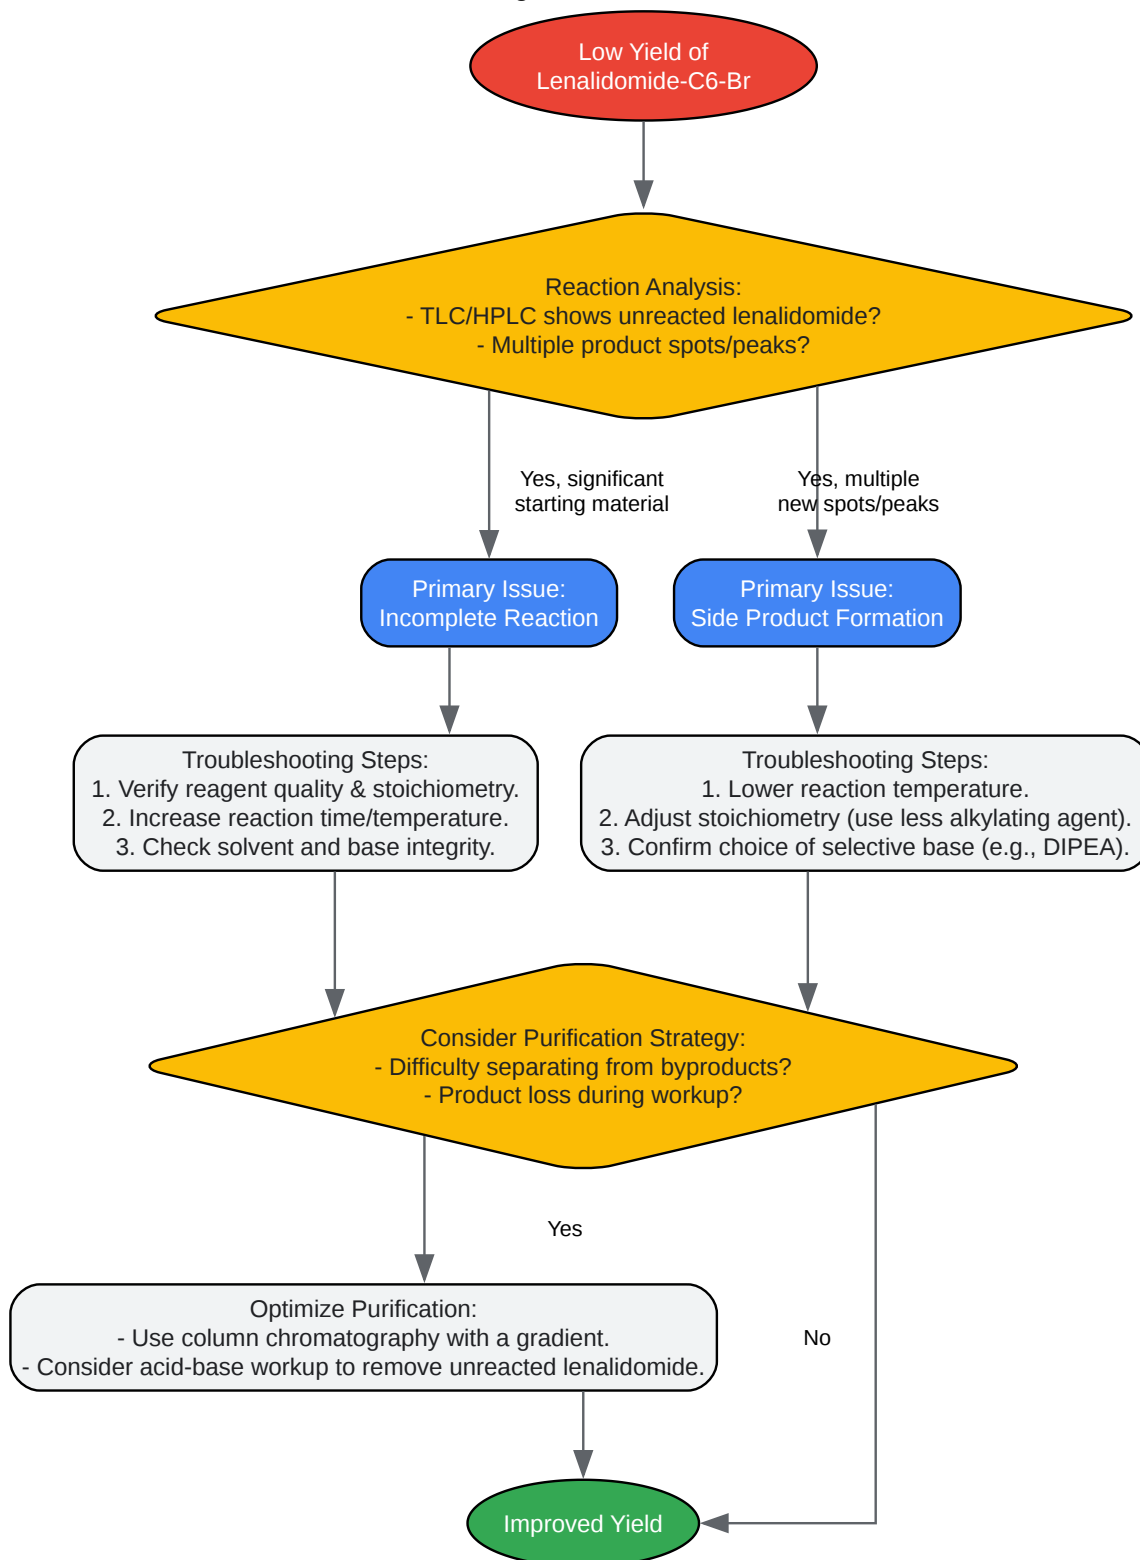 Low Yield of
Lenalidomide-C6-Br
Reaction Analysis:
- TLC/HPLC shows unreacted lenalidomide?
- Multiple product spots/peaks?
Yes, significant
starting material
Yes, multiple
new spots/peaks
Primary Issue:
Incomplete Reaction
Primary Issue:
Side Product Formation
Troubleshooting Steps:
1. Verify reagent quality & stoichiometry.
2. Increase reaction time/temperature.
3. Check solvent and base integrity.
Troubleshooting Steps:
1. Lower reaction temperature.
2. Adjust stoichiometry (use less alkylating agent).
3. Confirm choice of selective base (e.g., DIPEA).
Consider Purification Strategy:
- Difficulty separating from byproducts?
- Product loss during workup?
Yes
Optimize Purification:
- Use column chromatography with a gradient.
- Consider acid-base workup to remove unreacted lenalidomide.
No
Improved Yield